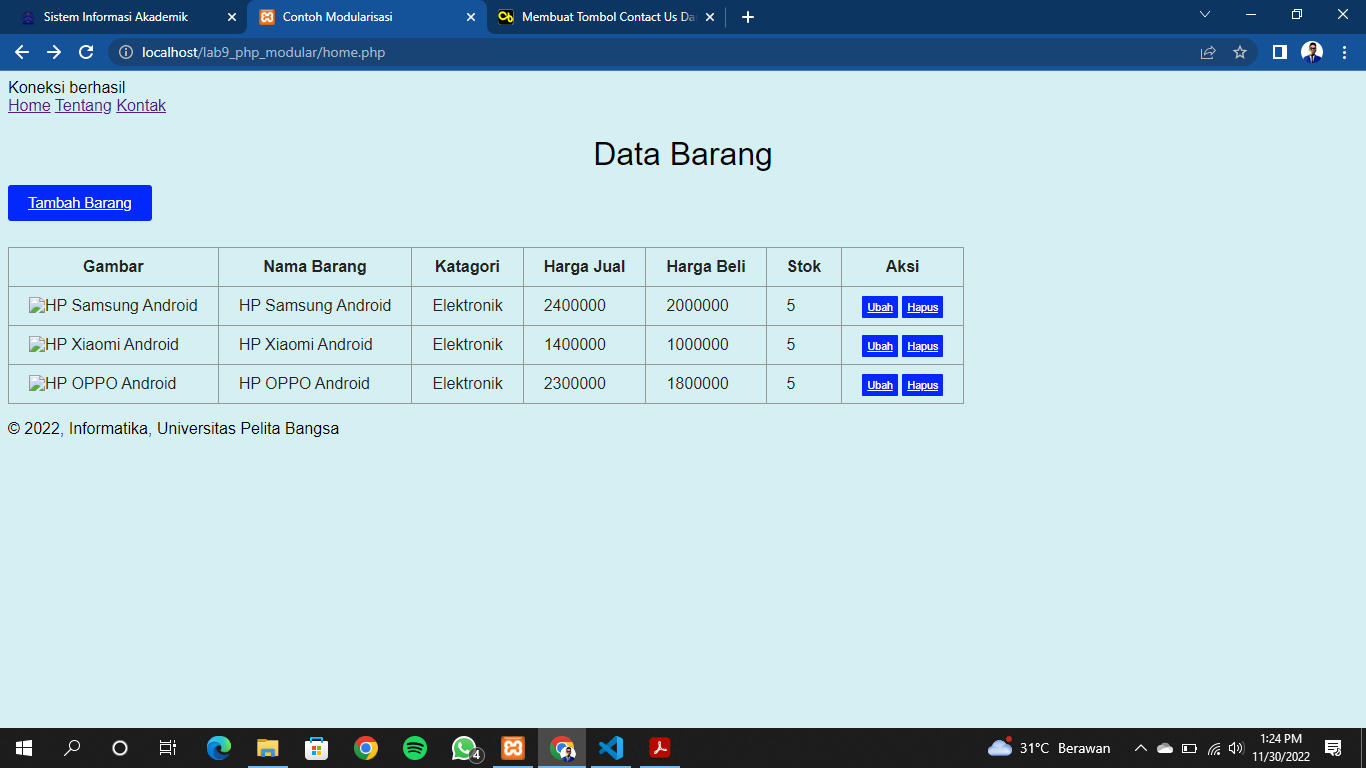 Sistem Informasi Akademik
Contoh Modularisasi
Membuat Tombol Contact Us Da
localhost/lab9_php_modular/home.php
Koneksi berhasil
Home Tentang Kontak
Data Barang
Tambah Barang
Gambar Nama Barang Katagori Harga Jual Harga Beli Stok Aksi
HP Samsung Android HP Samsung Android Elektronik 2400000 2000000 5 Ubah Hapus
HP Xiaomi Android HP Xiaomi Android Elektronik 1400000 1000000 5 Ubah Hapus
HP OPPO Android HP OPPO Android Elektronik 2300000 1800000 5 Ubah Hapus
© 2022, Informatika, Universitas Pelita Bangsa
4
31°C Berawan
1:24 PM
11/30/2022